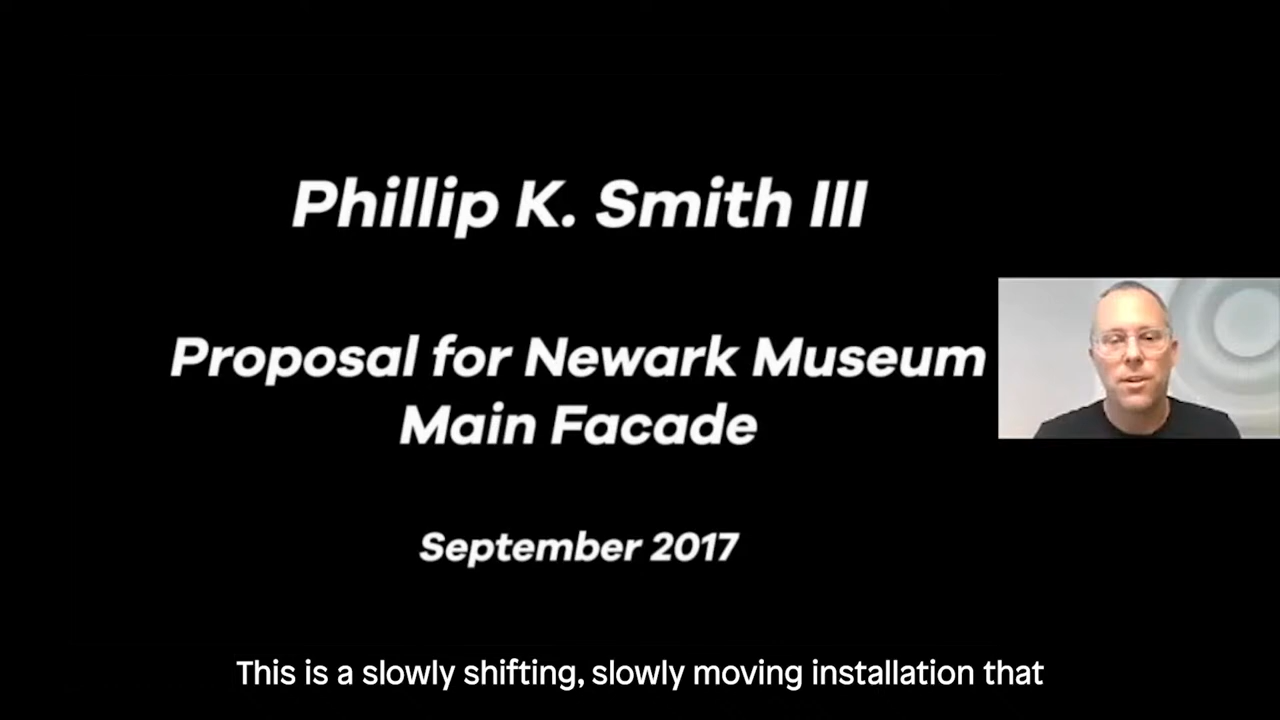 Phillip K. Smith III
Proposal for Newark Museum
Main Facade
September 2017
This is a slowly shifting, slowly moving installation that